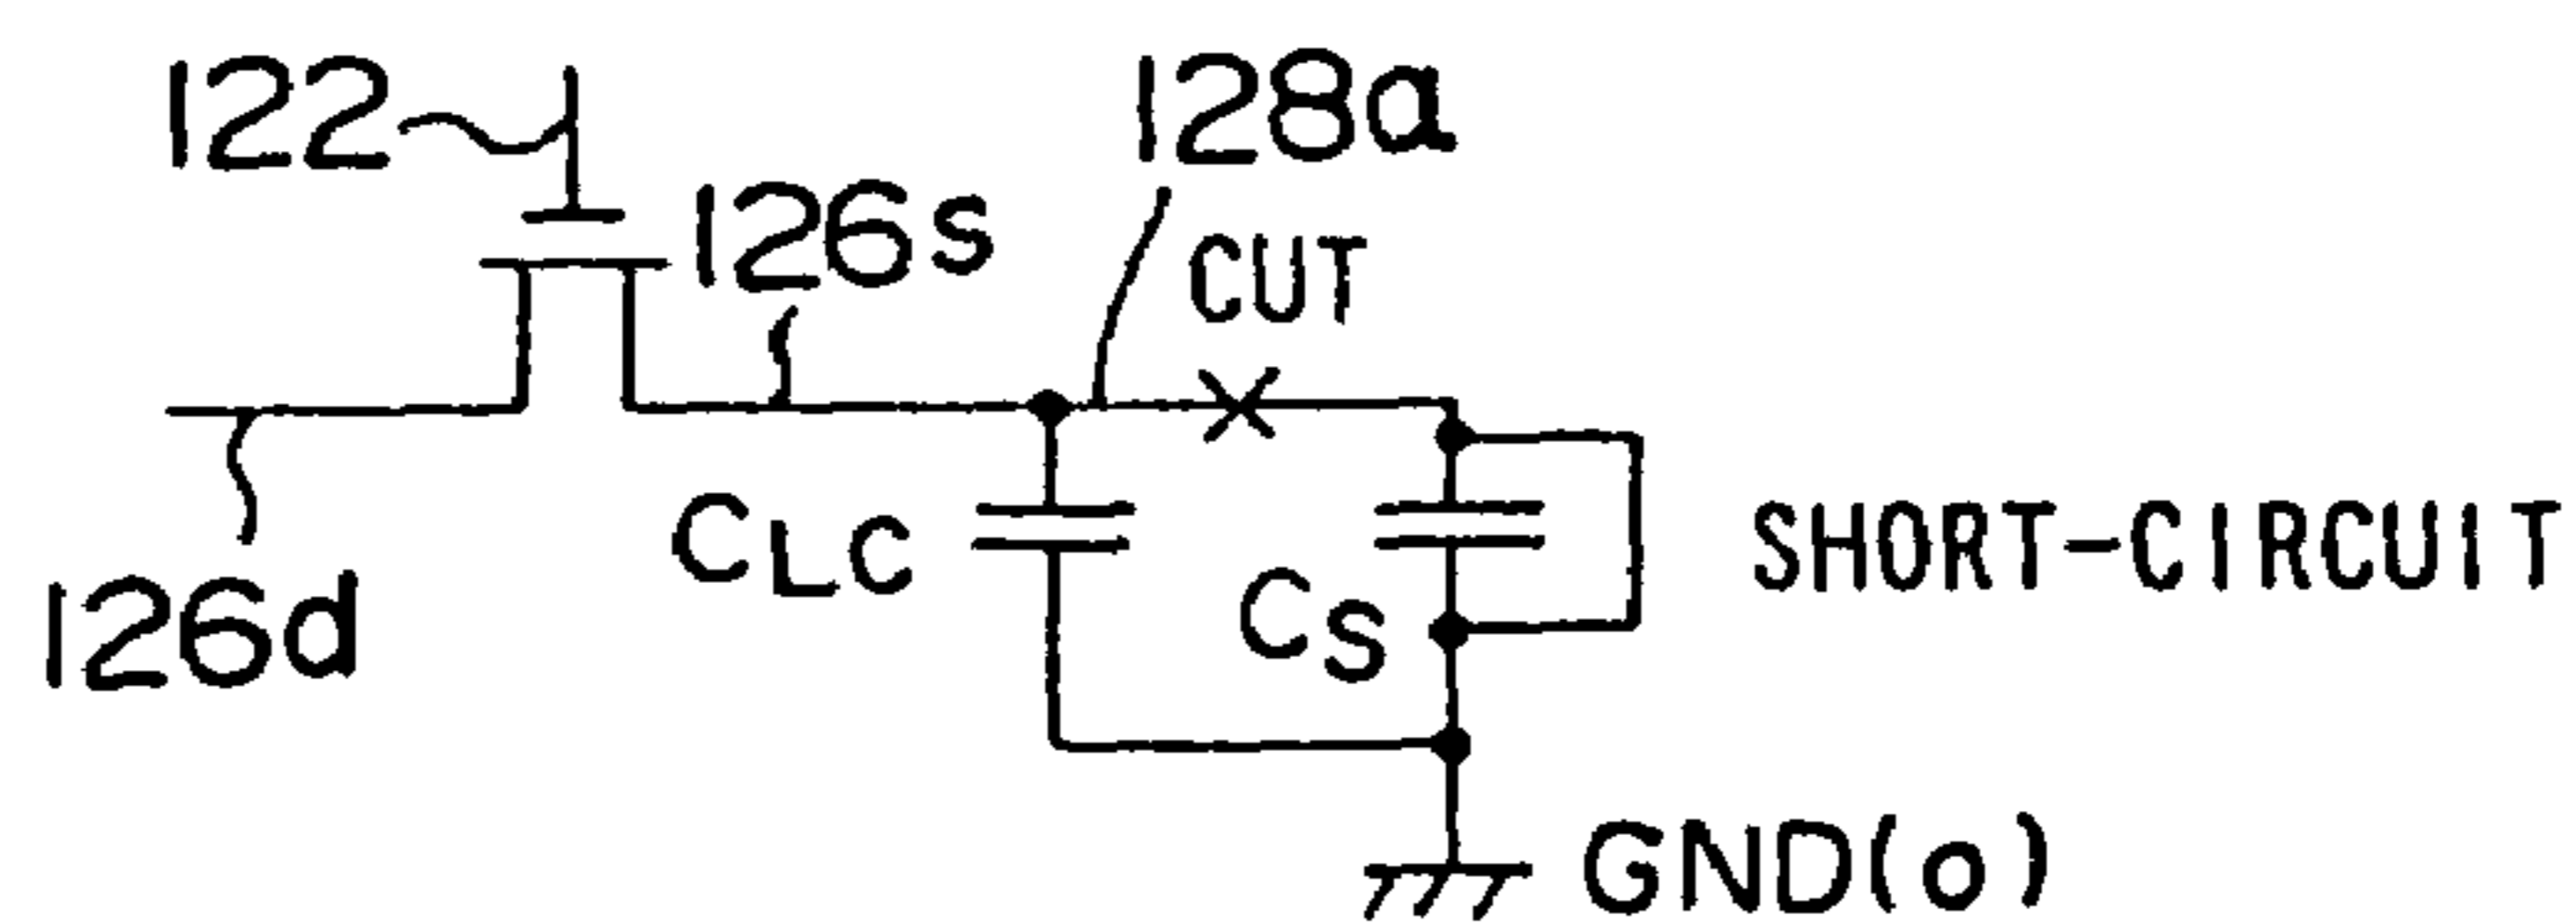 122
128a
126s
CUT
CLC
CS
SHORT-CIRCUIT
126d
GND(o)